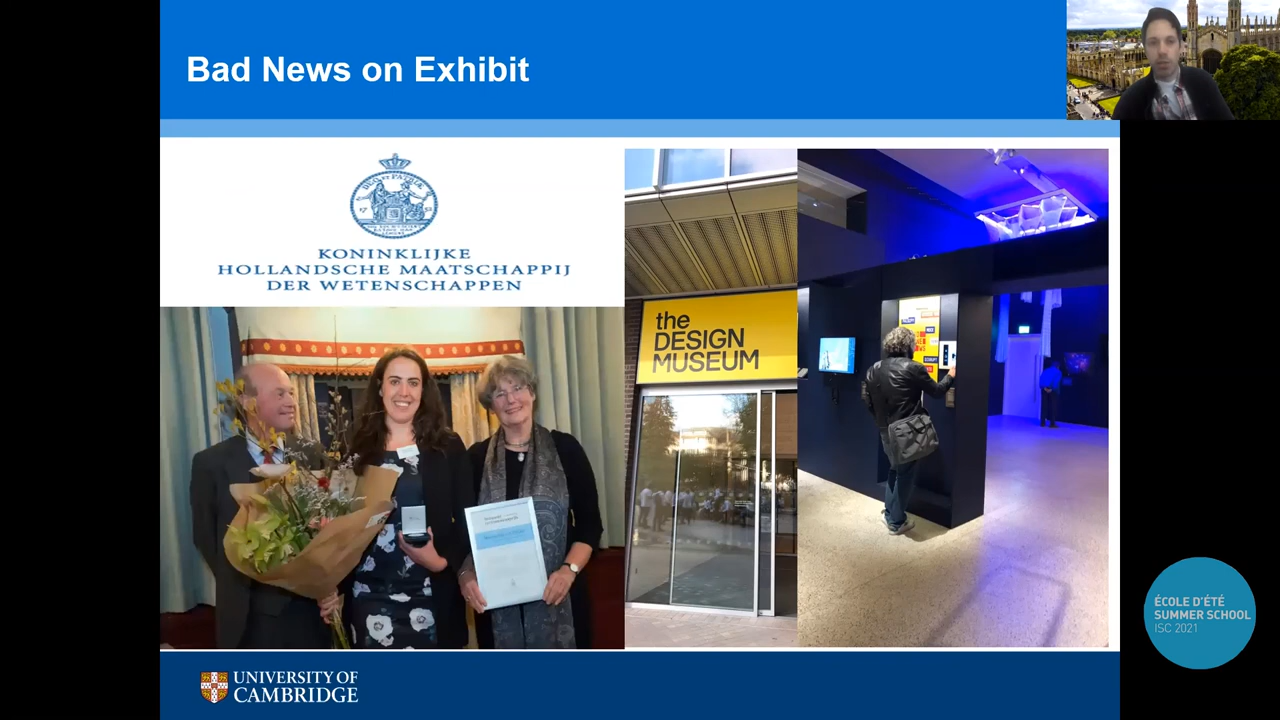 Bad News on Exhibit
17
KONINKLIJKE
HOLLANDSCHE MAATSCHAPPIJ
DER WETENSCHAPPEN
the
DESIGN
MUSEUM
UNIVERSITY OF
CAMBRIDGE
ÉCOLE D'ÉTÉ
SUMMER SCHOOL
ISC 2021